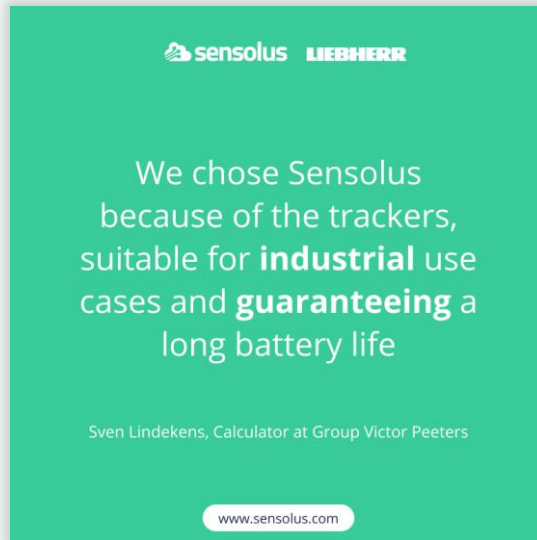 sensolus LIEBHERR
We chose Sensolus
because of the trackers,
suitable for industrial use
cases and guaranteeing a
long battery life
Sven Lindekens, Calculator at Group Victor Peeters
www.sensolus.com